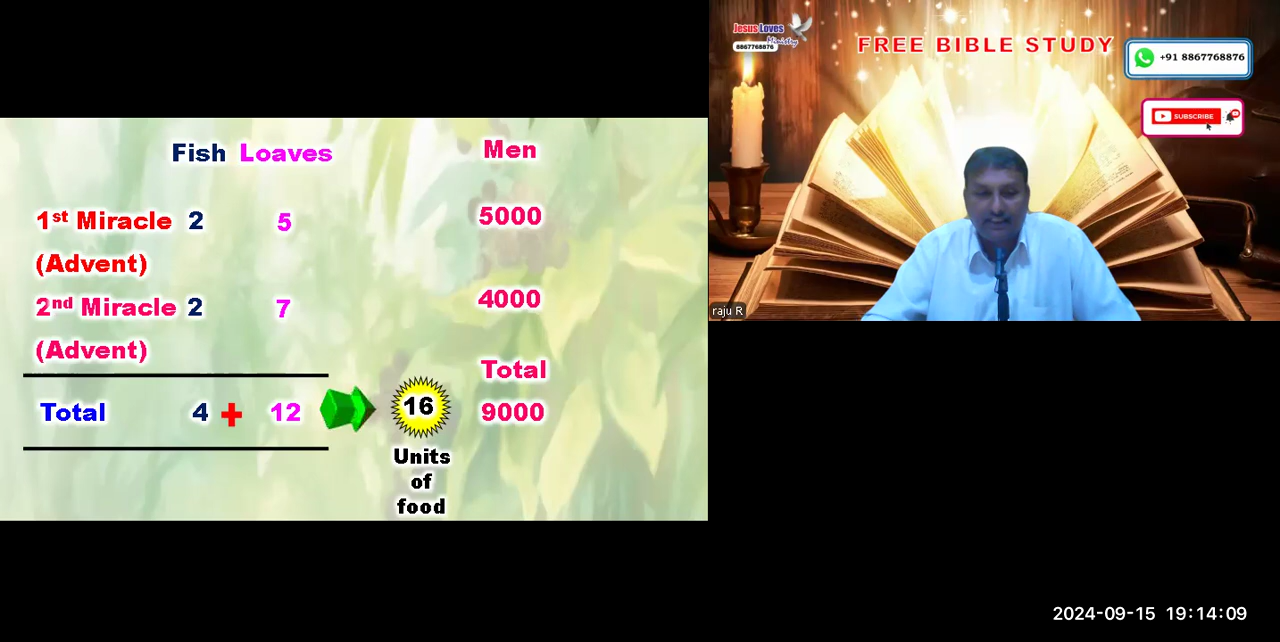 Fish Loaves Men
1st Miracle 2 5 5000
(Advent)
2nd Miracle 2 7 4000
(Advent)
Total
Total 4 + 12 16 9000
Units
of
food
Jesus Loves
Ministry
8867768876
FREE BIBLE STUDY
+91 8867768876
SUBSCRIBE
raju R
2024-09-15 19:14:09